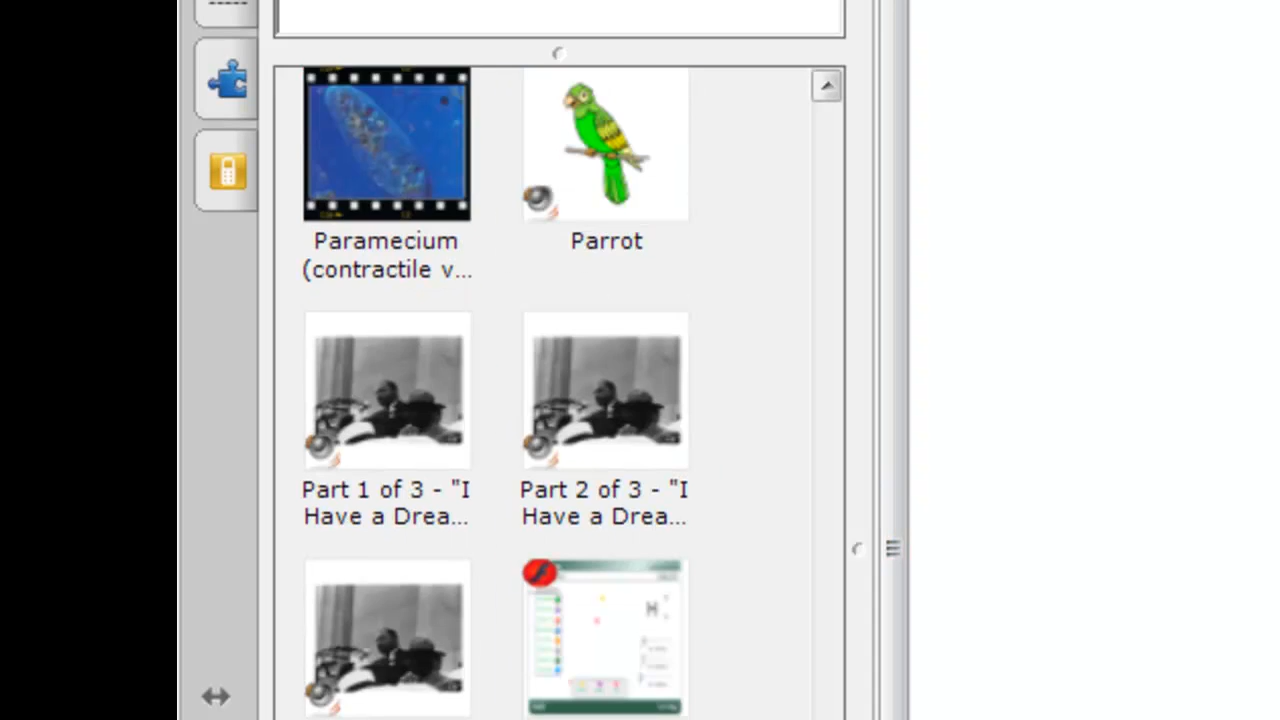 Paramecium
(contractile v...
Parrot
Part 1 of 3 - "I
Have a Drea...
Part 2 of 3 - "I
Have a Drea...